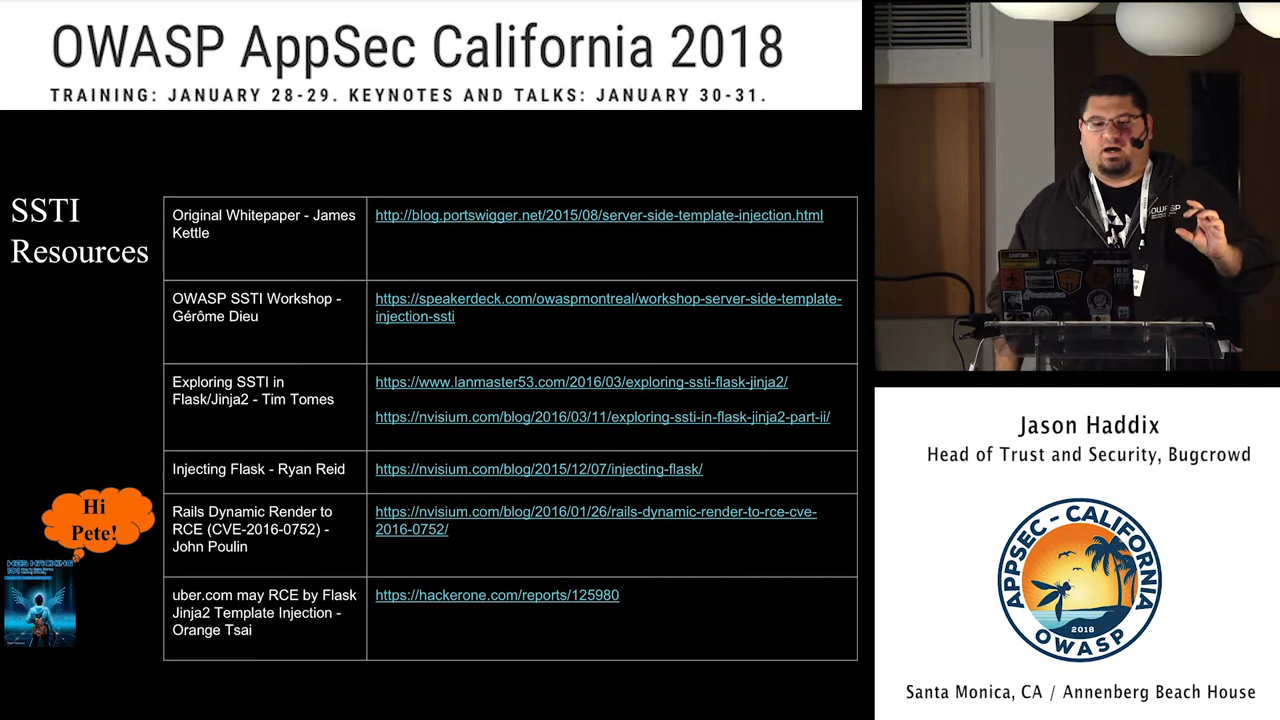 OWASP AppSec California 2018
TRAINING: JANUARY 28-29. KEYNOTES AND TALKS: JANUARY 30-31.
SSTI
Resources
Original Whitepaper - James
Kettle
http://blog.portswigger.net/2015/08/server-side-template-injection.html
OWASP SSTI Workshop -
Gérôme Dieu
https://speakerdeck.com/owaspmontreal/workshop-server-side-template-
injection-ssti
Exploring SSTI in
Flask/Jinja2 - Tim Tomes
https://www.lanmaster53.com/2016/03/exploring-ssti-flask-jinja2/
https://nvisium.com/blog/2016/03/11/exploring-ssti-in-flask-jinja2-part-ii/
Injecting Flask - Ryan Reid
https://nvisium.com/blog/2015/12/07/injecting-flask/
Rails Dynamic Render to
RCE (CVE-2016-0752) -
John Poulin
https://nvisium.com/blog/2016/01/26/rails-dynamic-render-to-rce-cve-
2016-0752/
uber.com may RCE by Flask
Jinja2 Template Injection -
Orange Tsai
https://hackerone.com/reports/125980
Hi
Pete!
OWASP
CAUTION
Jason Haddix
Head of Trust and Security, Bugcrowd
APPSEC - CALIFORNIA
2018
OWASP
Santa Monica, CA / Annenberg Beach House